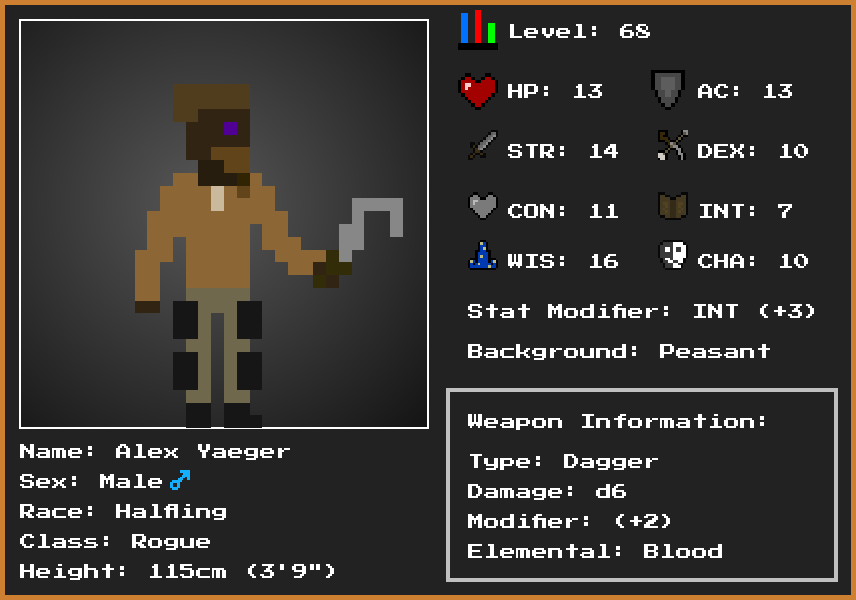 Level: 68
HP: 13
AC: 13
STR: 14
DEX: 10
CON: 11
INT: 7
WIS: 16
CHA: 10
Stat Modifier: INT (+3)
Background: Peasant
Weapon Information:
Type: Dagger
Damage: d6
Modifier: (+2)
Elemental: Blood
Name: Alex Yaeger
Sex: Male ♂
Race: Halfling
Class: Rogue
Height: 115cm (3'9")